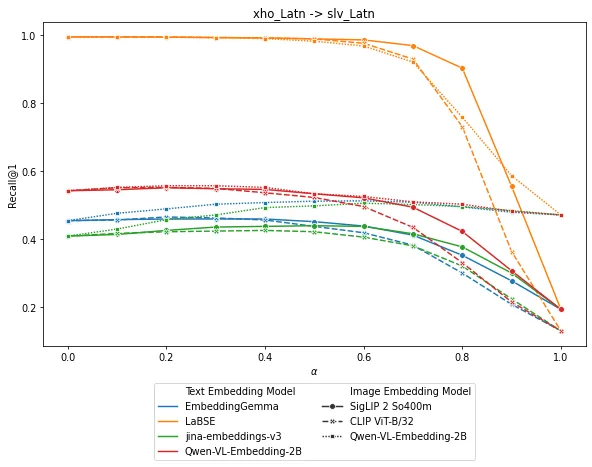 xho_Latn -> slv_Latn
Recall@1
1.0
0.8
0.6
0.4
0.2
0.0 0.2 0.4 0.6 0.8 1.0
α
Text Embedding Model Image Embedding Model
EmbeddingGemma SigLIP 2 So400m
LaBSE CLIP ViT-B/32
jina-embeddings-v3 Qwen-VL-Embedding-2B
Qwen-VL-Embedding-2B